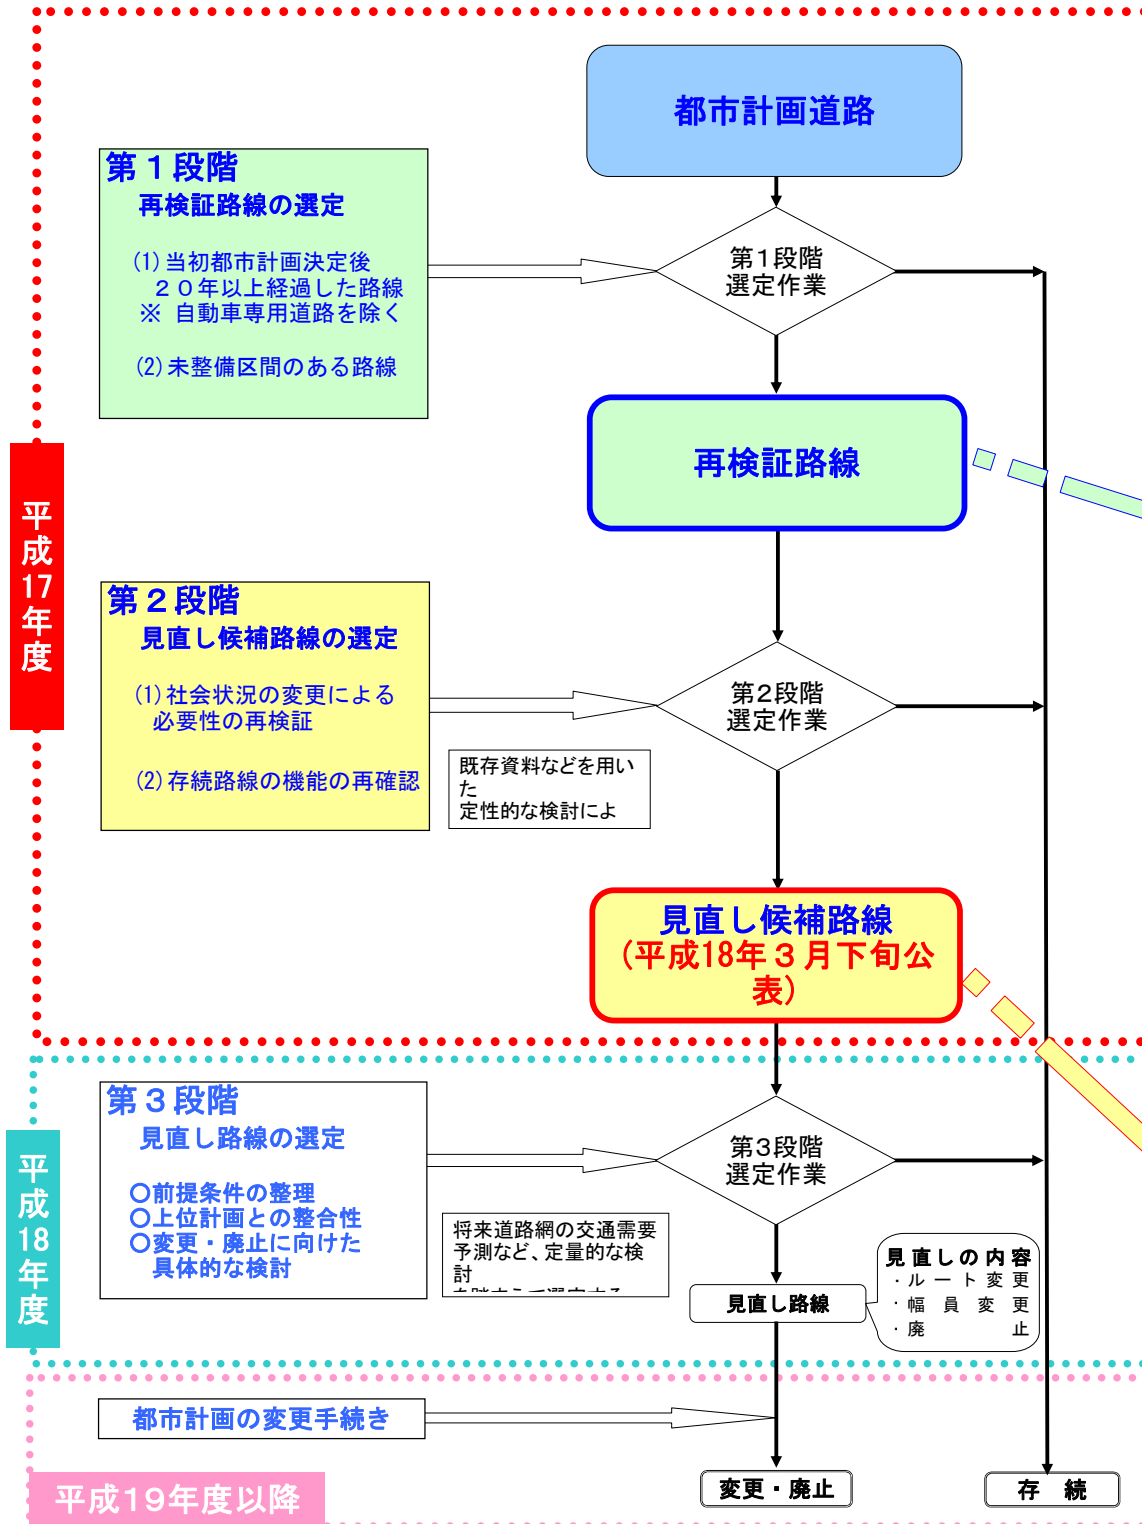 都市計画道路
第１段階
再検証路線の選定
(1)当初都市計画決定後
２０年以上経過した路線
※ 自動車専用道路を除く
(2)未整備区間のある路線
第1段階
選定作業
再検証路線
平成17年度
第２段階
見直し候補路線の選定
(1)社会状況の変更による
必要性の再検証
(2)存続路線の機能の再確認
第2段階
選定作業
既存資料などを用い
た
定性的な検討によ
見直し候補路線
(平成18年３月下旬公
表)
平成18年度
第３段階
見直し路線の選定
〇前提条件の整理
〇上位計画との整合性
〇変更・廃止に向けた
具体的な検討
第3段階
選定作業
将来道路網の交通需要
予測など、定量的な検
討
見直し路線
見直しの内容
・ルート変更
・幅員変更
・廃止
都市計画の変更手続き
平成19年度以降
変更・廃止
存　続